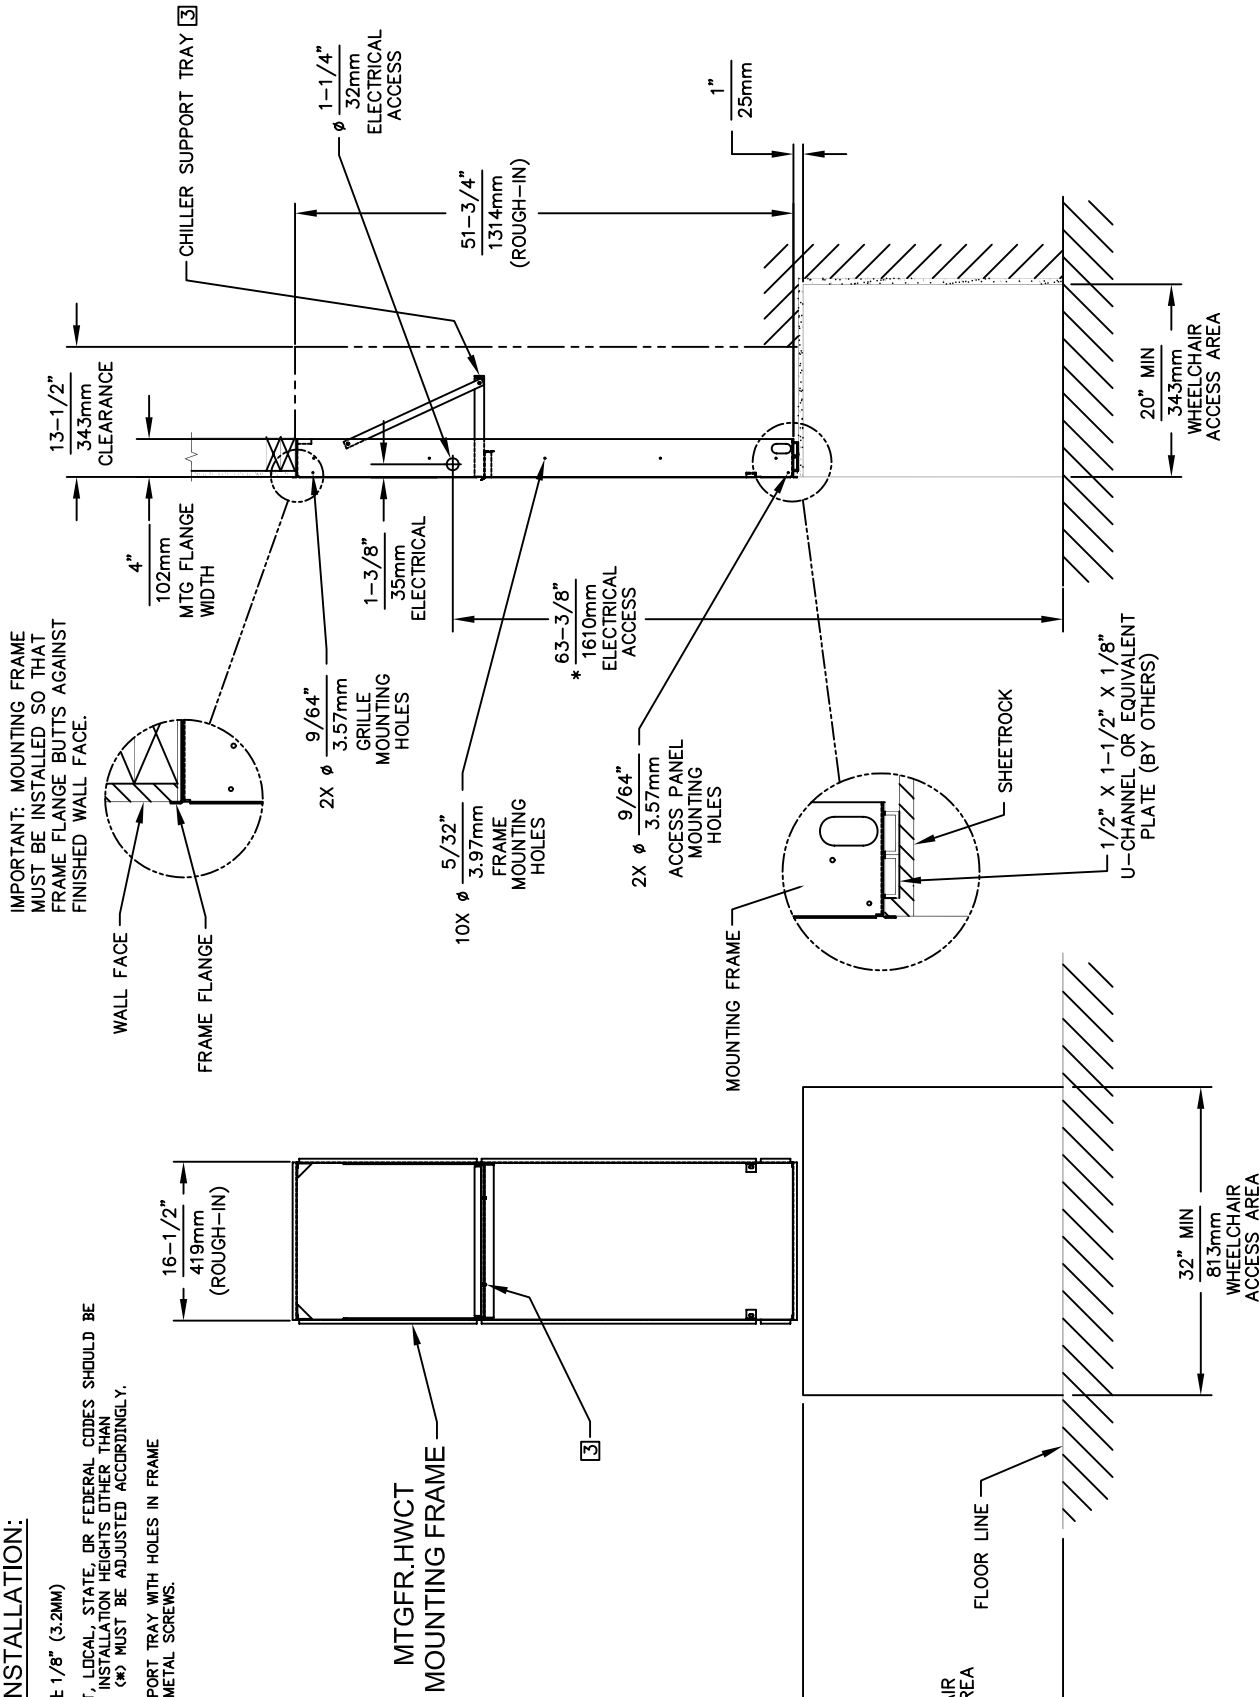 NSTALLATION:
± 1/8" (3.2MM)
T, LOCAL, STATE, OR FEDERAL CODES SHOULD BE
INSTALLATION HEIGHTS OTHER THAN
(*) MUST BE ADJUSTED ACCORDINGLY.
PORT TRAY WITH HOLES IN FRAME
METAL SCREWS.
IMPORTANT: MOUNTING FRAME
MUST BE INSTALLED SO THAT
FRAME FLANGE BUTTS AGAINST
FINISHED WALL FACE.
WALL FACE
FRAME FLANGE
4"
102mm
MTG FLANGE
WIDTH
13-1/2"
343mm
CLEARANCE
CHILLER SUPPORT TRAY 3
ø 1-1/4"
32mm
ELECTRICAL
ACCESS
16-1/2"
419mm
(ROUGH-IN)
2X ø 9/64"
3.57mm
GRILLE
MOUNTING
HOLES
1-3/8"
35mm
ELECTRICAL
51-3/4"
1314mm
(ROUGH-IN)
1"
25mm
MTGFR.HWCT
MOUNTING FRAME
10X ø 5/32"
3.97mm
FRAME
MOUNTING
HOLES
* 63-3/8"
1610mm
ELECTRICAL
ACCESS
3
2X ø 9/64"
3.57mm
ACCESS PANEL
MOUNTING
HOLES
MOUNTING FRAME
SHEETROCK
1/2" X 1-1/2" X 1/8"
U-CHANNEL OR EQUIVALENT
PLATE (BY OTHERS)
20" MIN
343mm
WHEELCHAIR
ACCESS AREA
FLOOR LINE
32" MIN
813mm
WHEELCHAIR
ACCESS AREA
AIR
REA